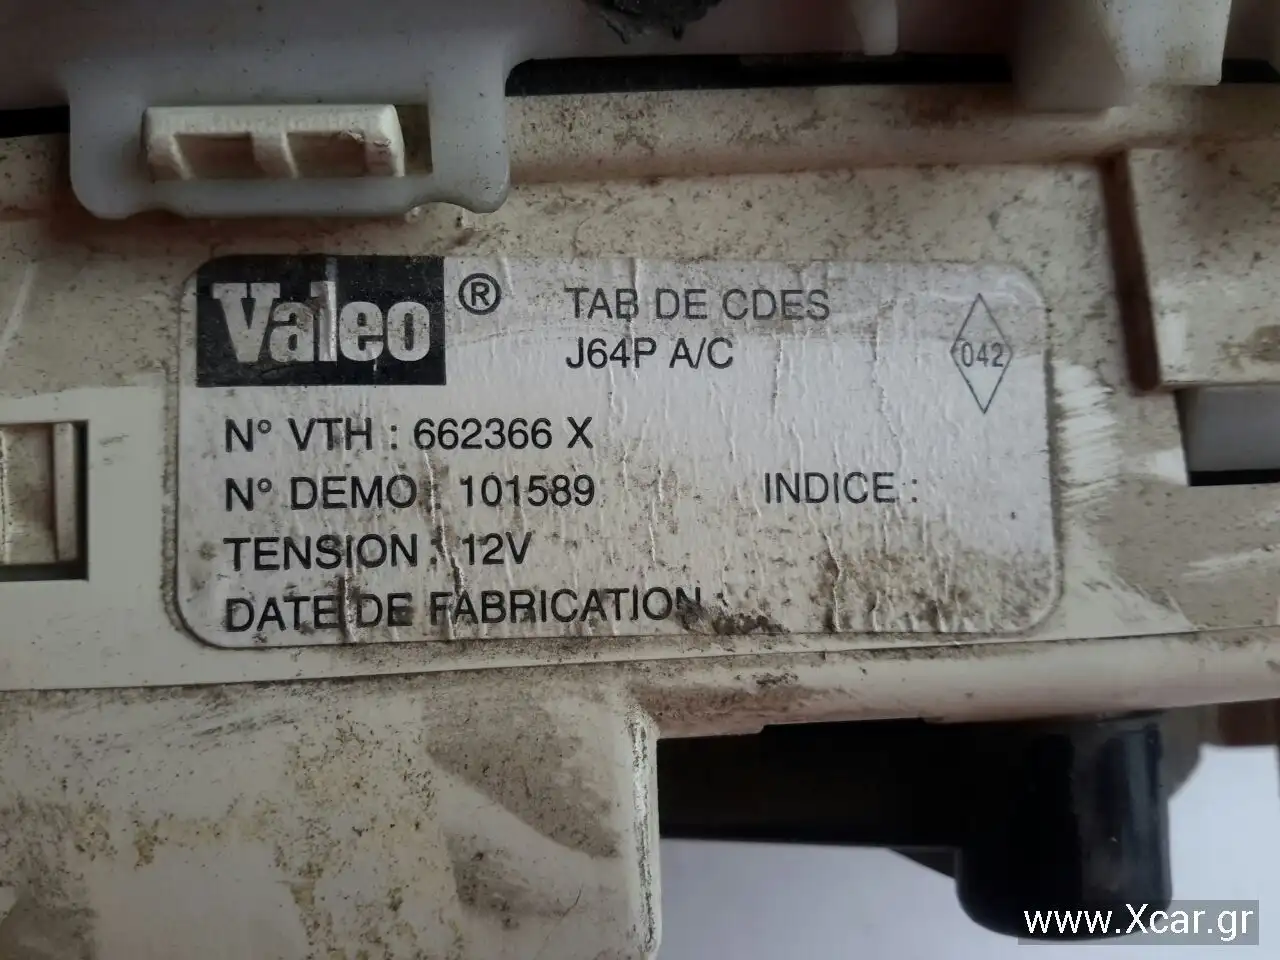 Valeo ® TAB DE CDES
J64P A/C
042
N° VTH : 662366 X
N° DEMO : 101589 INDICE :
TENSION : 12V
DATE DE FABRICATION :
www.Xcar.gr